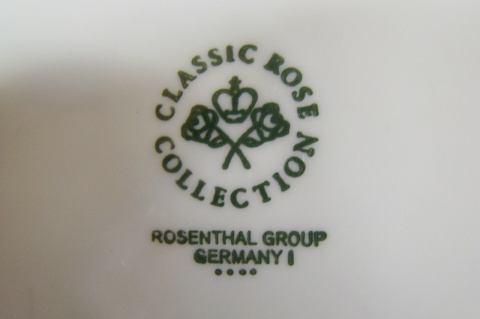 CLASSIC ROSE
COLLECTION
ROSENTHAL GROUP
GERMANY I